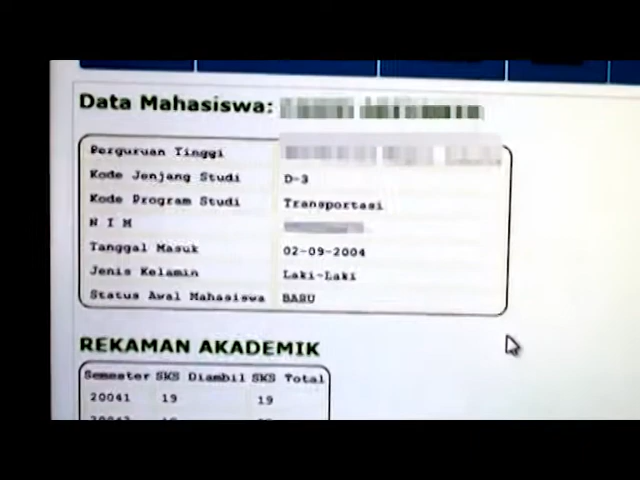 Data Mahasiswa:
Perguruan Tinggi
Kode Jenjang Studi D-3
Kode Program Studi Transportasi
N I M
Tanggal Masuk 02-09-2004
Jenis Kelamin Laki-Laki
Status Awal Mahasiswa BARU
REKAMAN AKADEMIK
Semester SKS Diambil SKS Total
20041 19 19